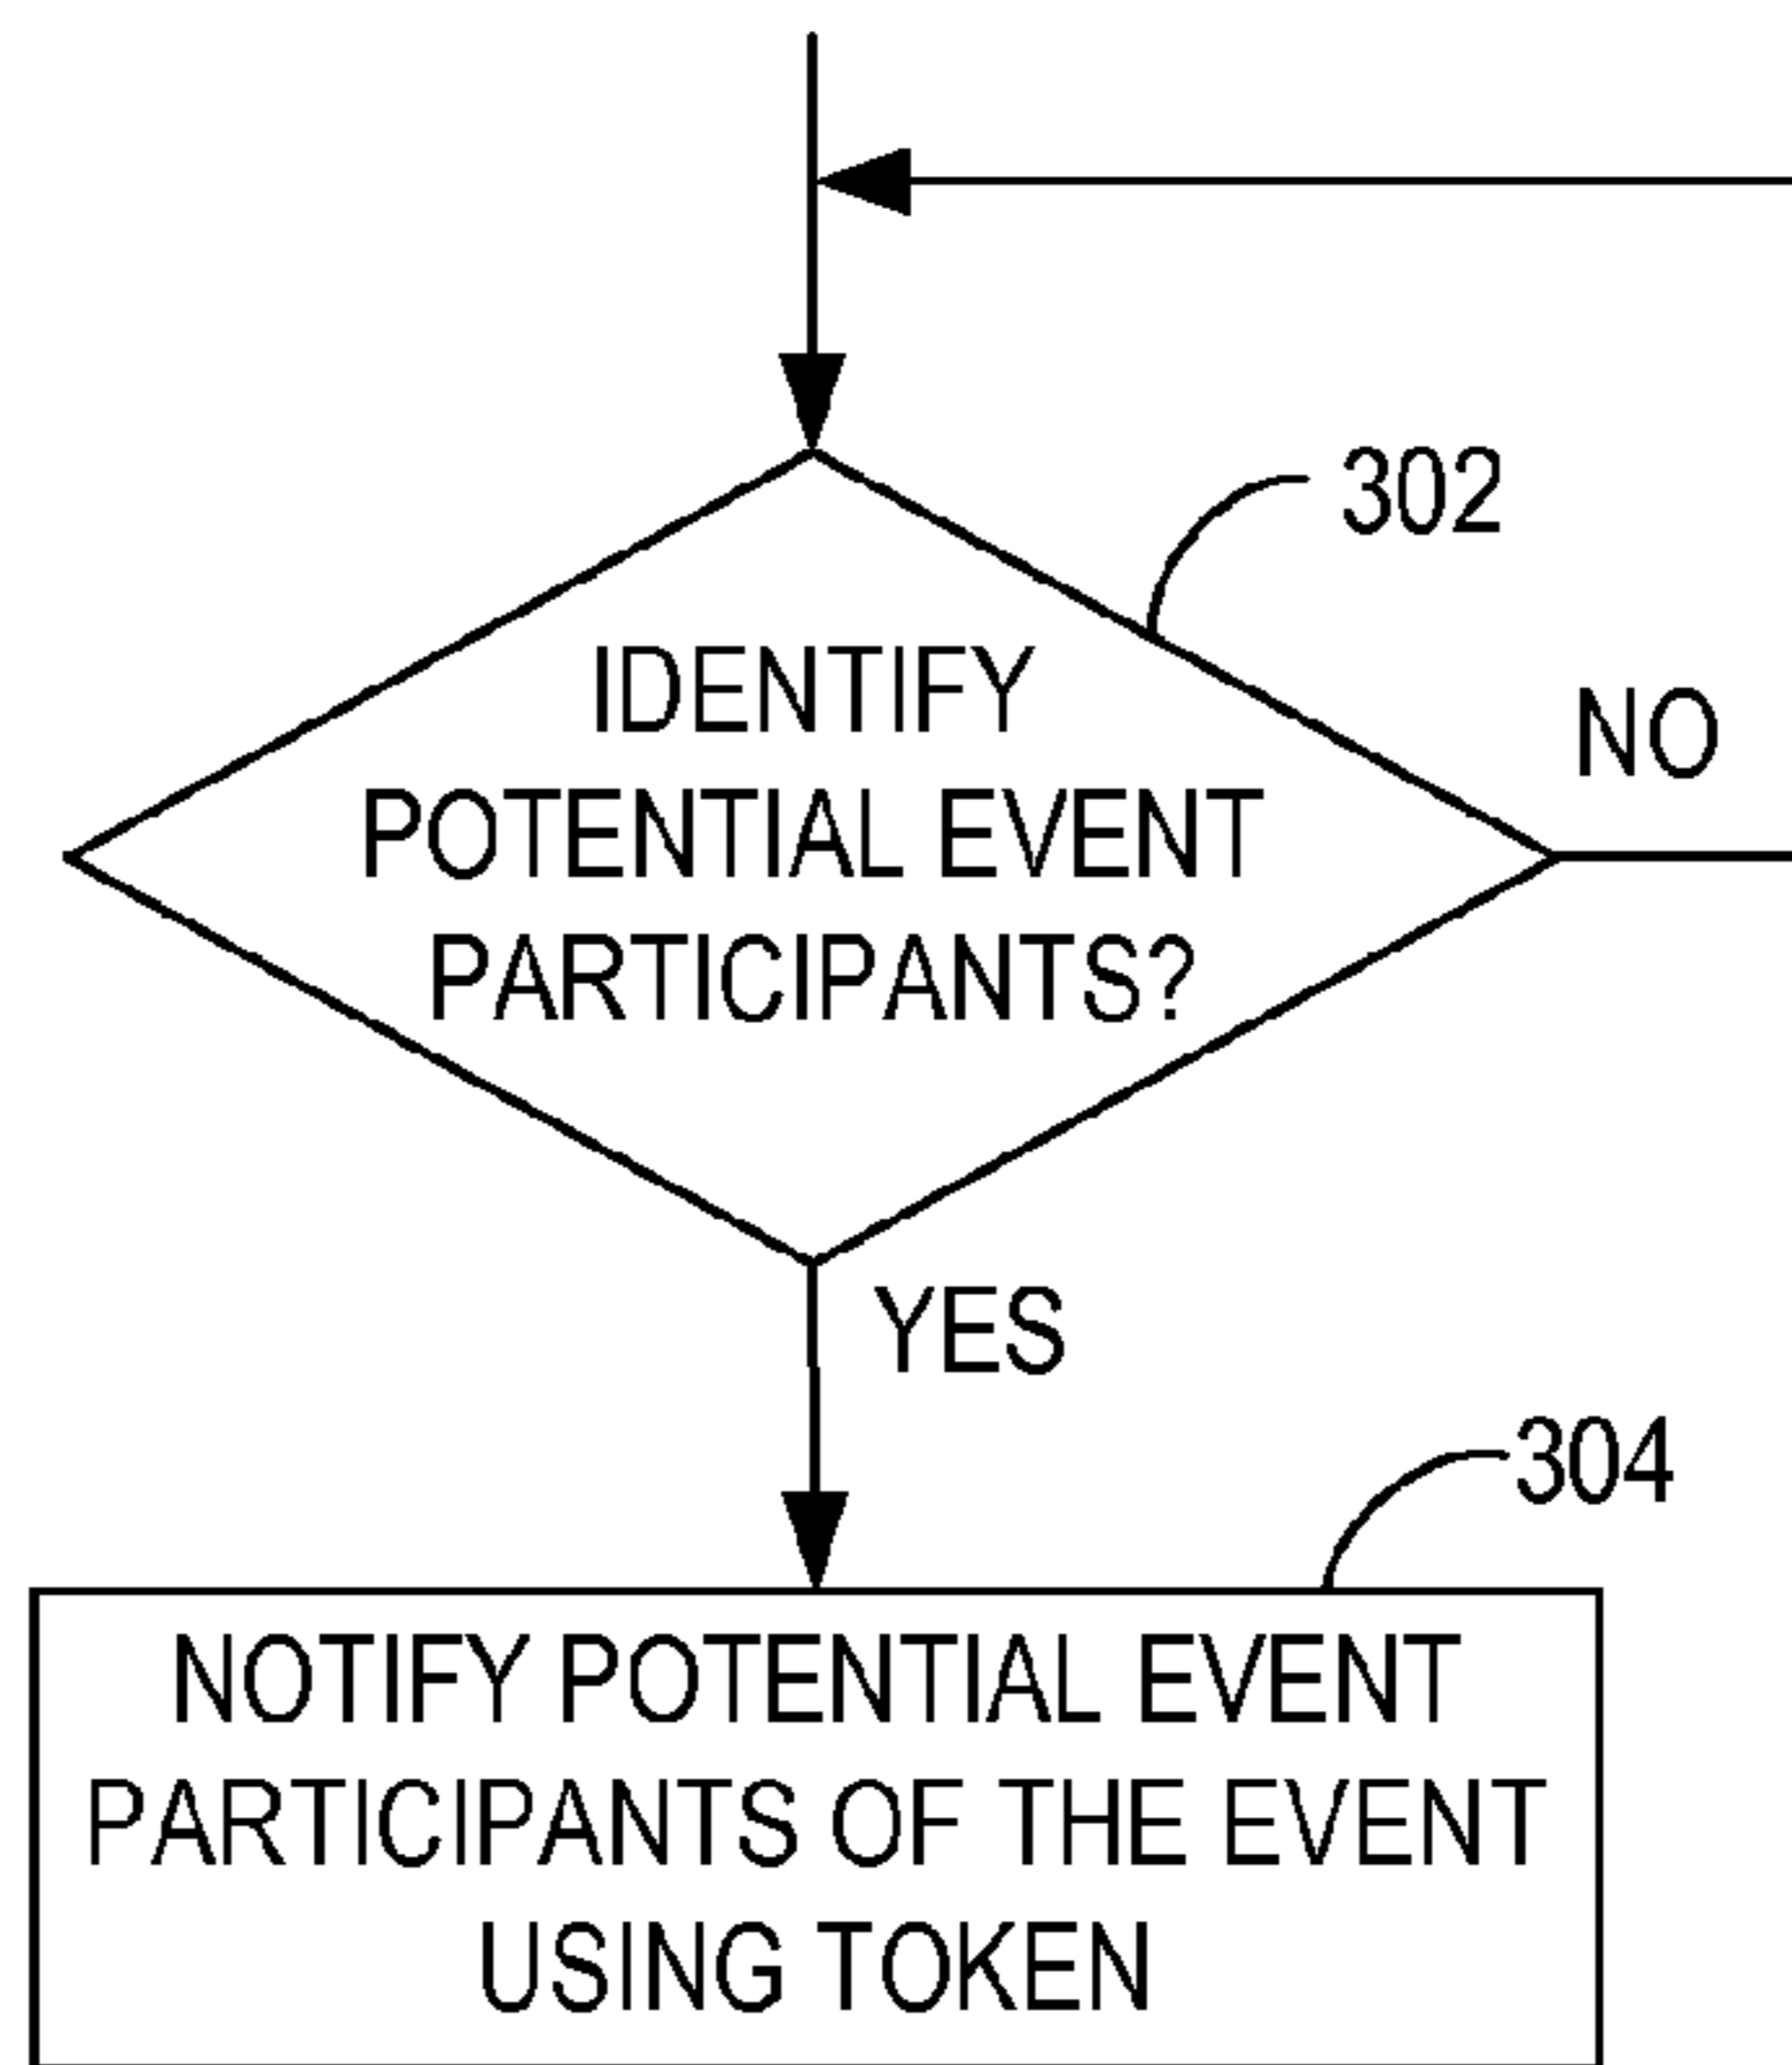 302
IDENTIFY
POTENTIAL EVENT
PARTICIPANTS?
NO
YES
304
NOTIFY POTENTIAL EVENT
PARTICIPANTS OF THE EVENT
USING TOKEN